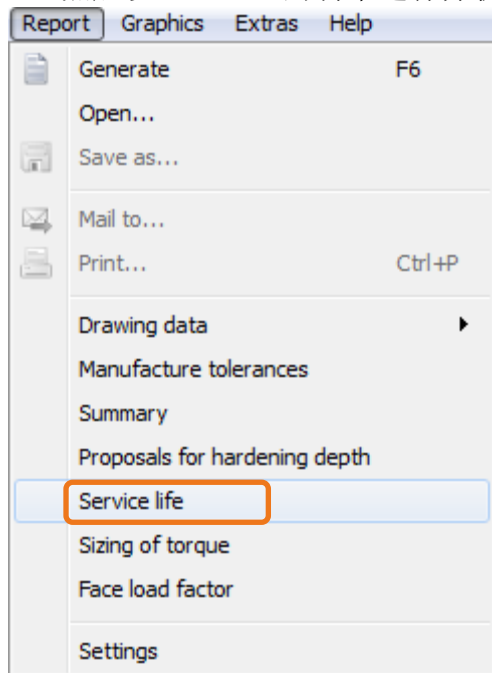 Report Graphics Extras Help
Generate F6
Open...
Save as...
Mail to...
Print... Ctrl+P
Drawing data
Manufacture tolerances
Summary
Proposals for hardening depth
Service life
Sizing of torque
Face load factor
Settings